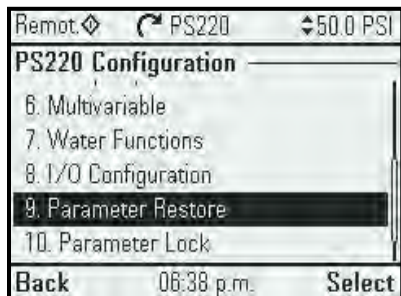 Remot. PS220 50.0 PSI
PS220 Configuration
6. Multivariable
7. Water Functions
8. I/O Configuration
9. Parameter Restore
10. Parameter Lock
Back 06:38 p.m. Select